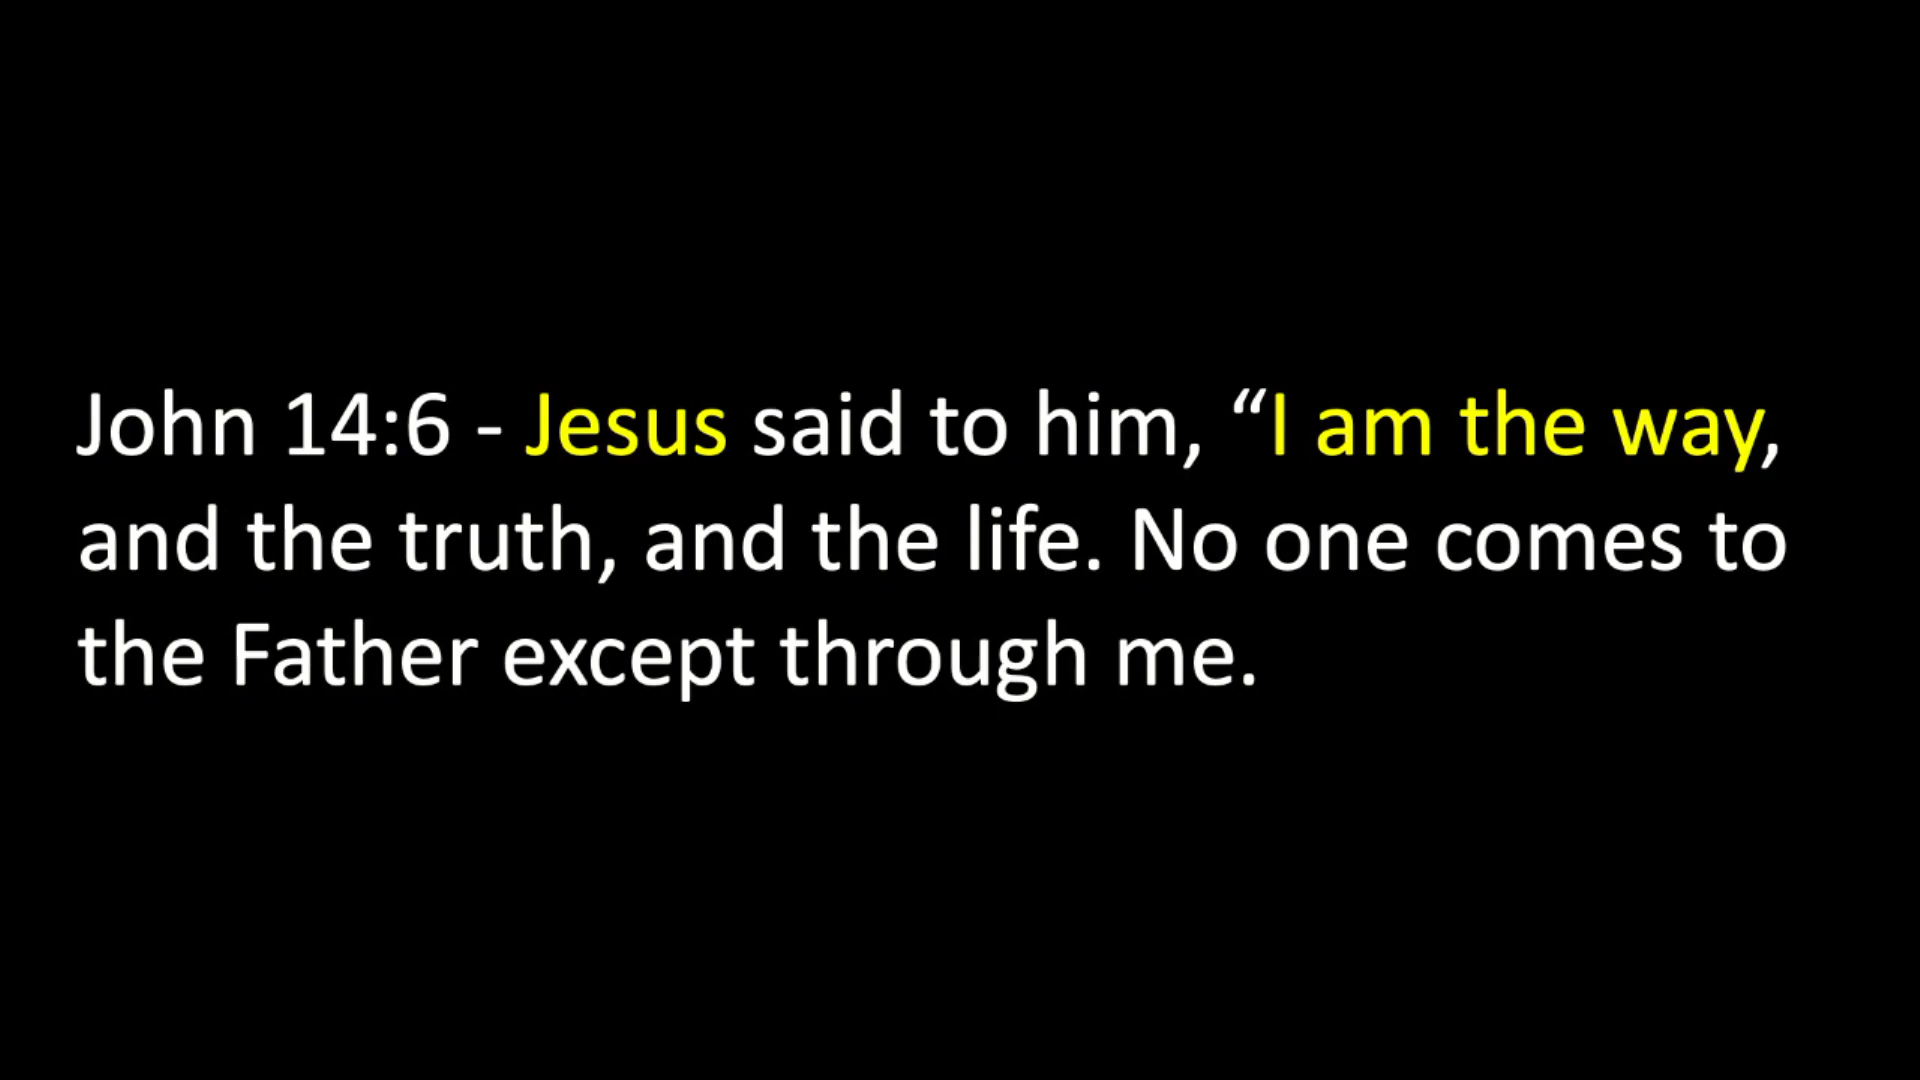 John 14:6 - Jesus said to him, “I am the way,
and the truth, and the life. No one comes to
the Father except through me.